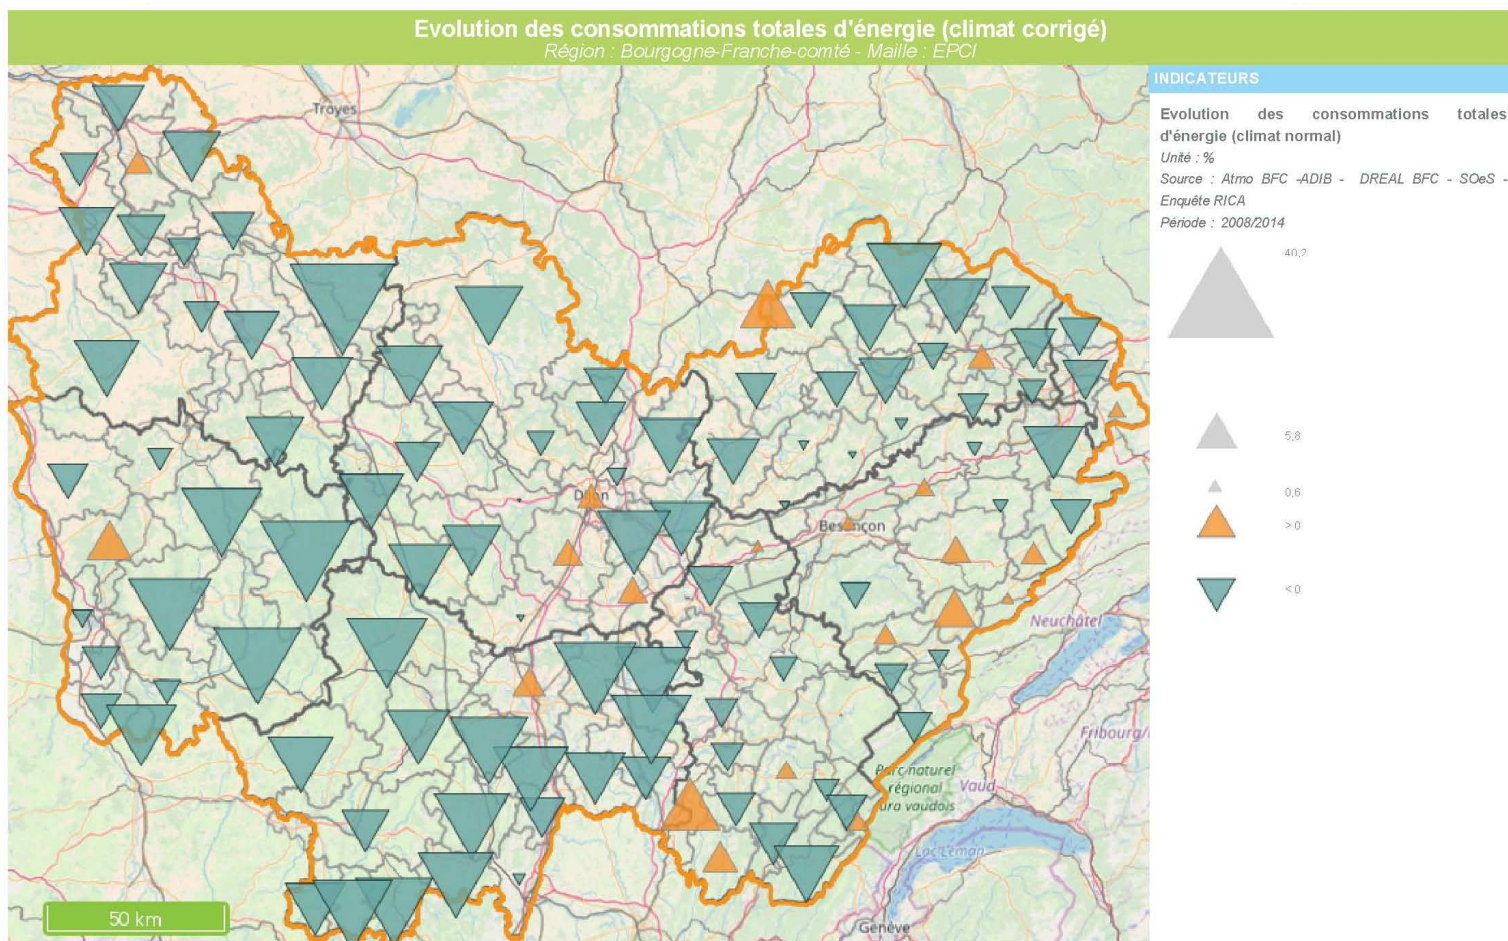 Evolution des consommations totales d'énergie (climat corrigé)
Région : Bourgogne-Franche-comté - Maille : EPCI
INDICATEURS
Evolution des consommations totales
d'énergie (climat normal)
Unité : %
Source : Atmo BFC -ADIB - DREAL BFC - SOeS -
Enquête RICA
Période : 2008/2014
40,2
5,8
0,6
> 0
< 0
Troyes
Dijon
Besançon
Neuchâtel
Fribourg/
Parc naturel
régional
Jura vaudois
Vaud
Lac Léman
Genève
50 km